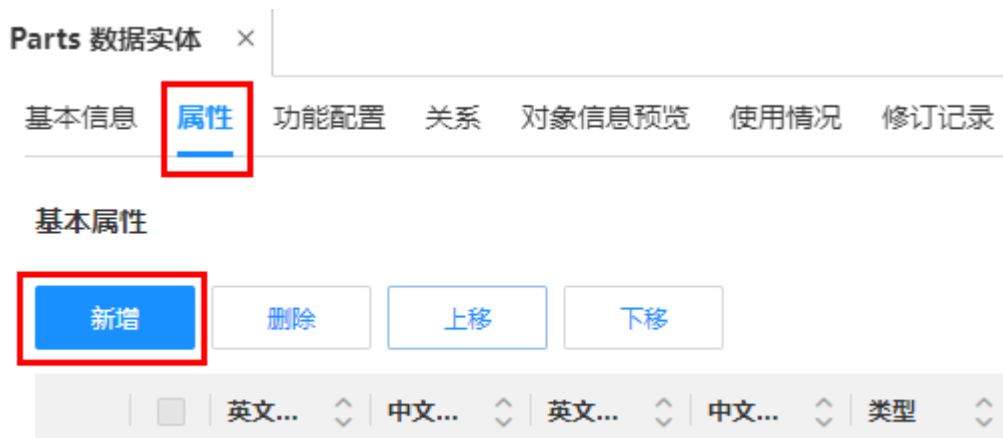 Parts 数据实体 ×
基本信息 属性 功能配置 关系 对象信息预览 使用情况 修订记录
基本属性
新增 删除 上移 下移
英文... 中文... 英文... 中文... 类型